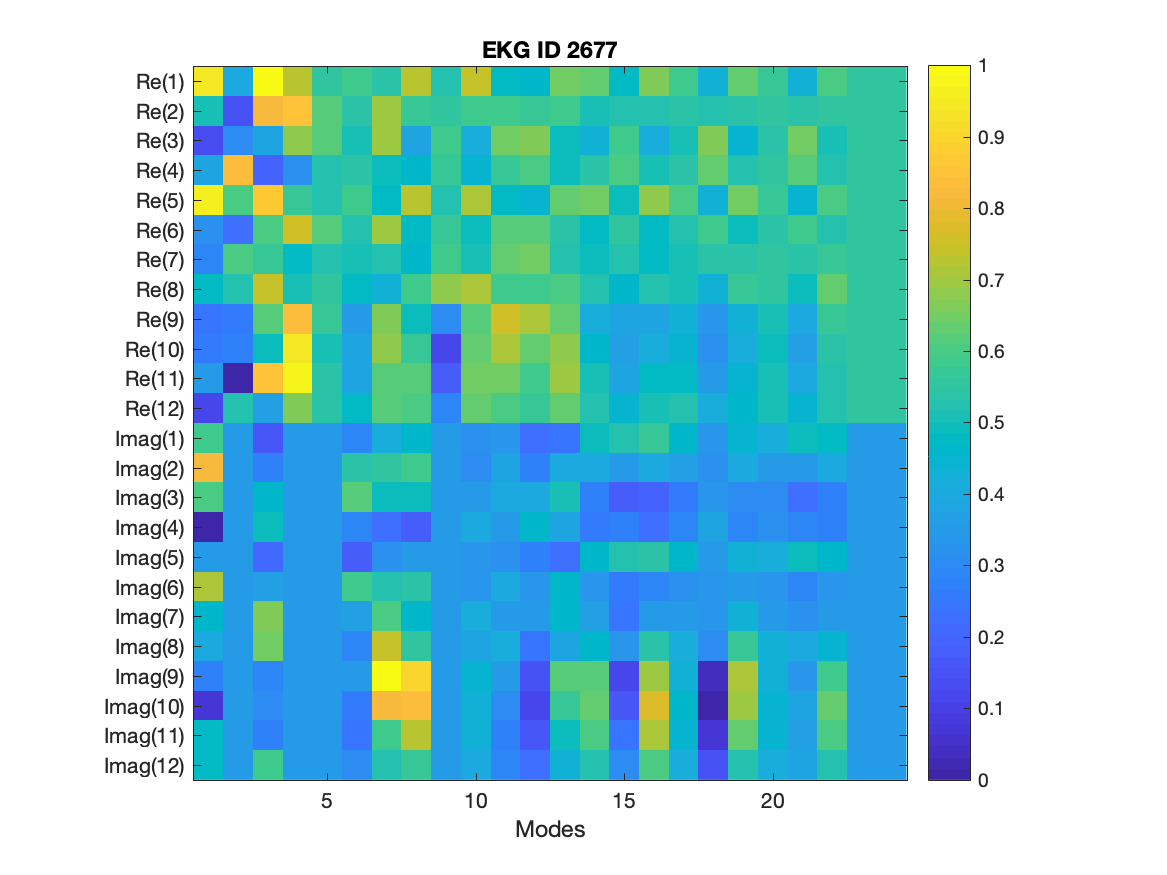 EKG ID 2677
Re(1)
Re(2)
Re(3)
Re(4)
Re(5)
Re(6)
Re(7)
Re(8)
Re(9)
Re(10)
Re(11)
Re(12)
Imag(1)
Imag(2)
Imag(3)
Imag(4)
Imag(5)
Imag(6)
Imag(7)
Imag(8)
Imag(9)
Imag(10)
Imag(11)
Imag(12)
5 10 15 20
Modes
1
0.9
0.8
0.7
0.6
0.5
0.4
0.3
0.2
0.1
0